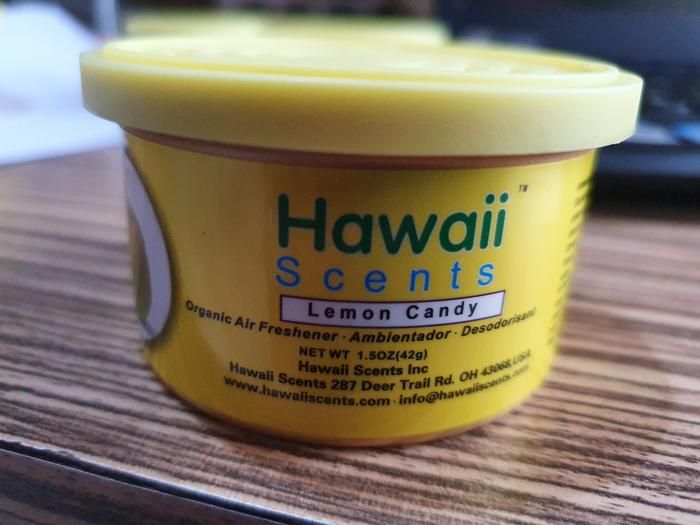 Hawaii ™
Scents
Lemon Candy
Organic Air Freshener · Ambientador · Desodorisant
NET WT 1.5OZ(42g)
Hawaii Scents Inc
Hawaii Scents 287 Deer Trail Rd. OH 43068,USA
www.hawaiiscents.com · info@hawaiiscents.com